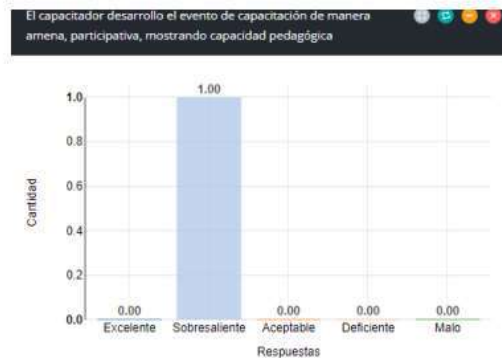 El capacitador desarrollo el evento de capacitación de manera
amena, participativa, mostrando capacidad pedagógica
1.00
1.0
0.8
0.6
Cantidad
0.4
0.2
0.00 0.00 0.00 0.00
0.0
Excelente Sobresaliente Aceptable Deficiente Malo
Respuestas